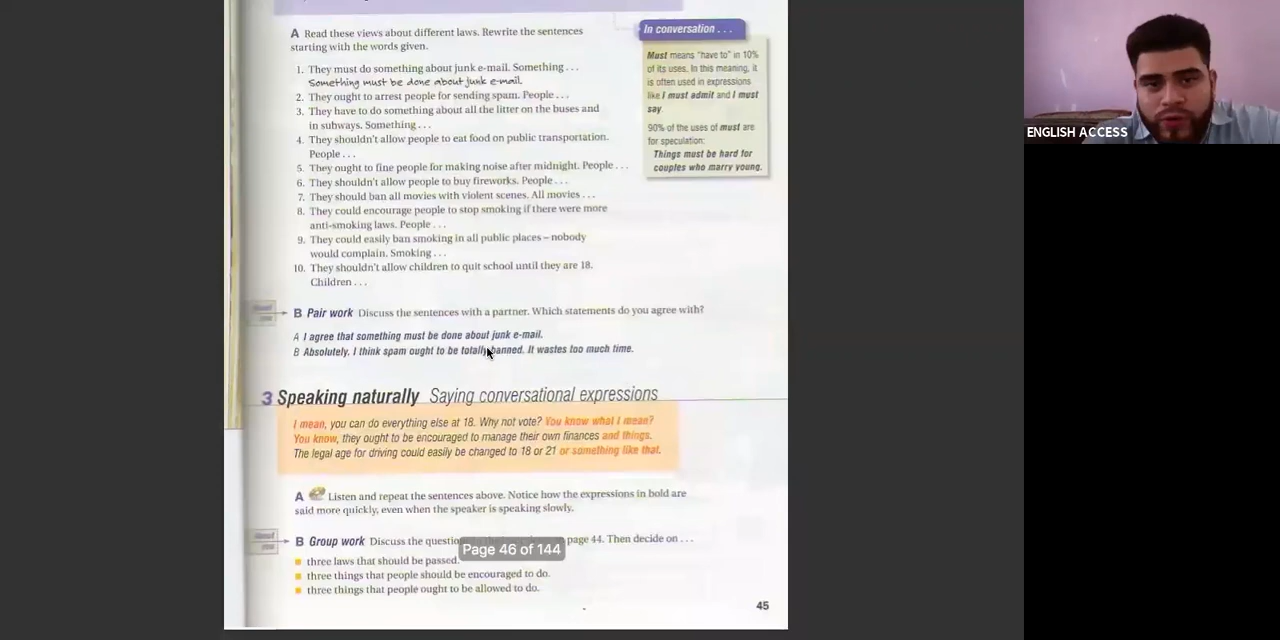 A Read these views about different laws. Rewrite the sentences
starting with the words given.
1. They must do something about junk e-mail. Something . . .
Something must be done about junk e-mail.
2. They ought to arrest people for sending spam. People . . .
3. They have to do something about all the litter on the buses and
in subways. Something . . .
4. They shouldn't allow people to eat food on public transportation.
People . . .
5. They ought to fine people for making noise after midnight. People . . .
6. They shouldn't allow people to buy fireworks. People . . .
7. They should ban all movies with violent scenes. All movies . . .
8. They could encourage people to stop smoking if there were more
anti-smoking laws. People . . .
9. They could easily ban smoking in all public places – nobody
would complain. Smoking . . .
10. They shouldn't allow children to quit school until they are 18.
Children . . .
In conversation . . .
Must means "have to" in 10%
of its uses. In this meaning, it
is often used in expressions
like I must admit and I must
say.
90% of the uses of must are
for speculation:
Things must be hard for
couples who marry young.
B Pair work Discuss the sentences with a partner. Which statements do you agree with?
A I agree that something must be done about junk e-mail.
B Absolutely. I think spam ought to be totally banned. It wastes too much time.
3 Speaking naturally Saying conversational expressions
I mean, you can do everything else at 18. Why not vote? You know what I mean?
You know, they ought to be encouraged to manage their own finances and things.
The legal age for driving could easily be changed to 18 or 21 or something like that.
A Listen and repeat the sentences above. Notice how the expressions in bold are
said more quickly, even when the speaker is speaking slowly.
B Group work Discuss the page 44. Then decide on . . .
Page 46 of 144
three laws that should be passed.
three things that people should be encouraged to do.
three things that people ought to be allowed to do.
45
ENGLISH ACCESS